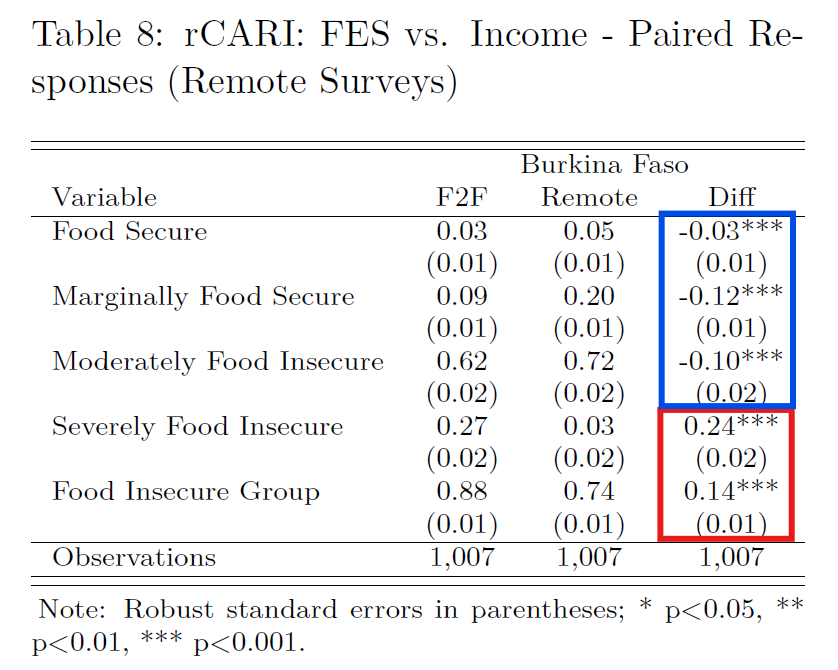 Table 8: rCARI: FES vs. Income - Paired Re-
sponses (Remote Surveys)
Burkina Faso
Variable F2F Remote Diff
Food Secure 0.03 0.05 -0.03***
(0.01) (0.01) (0.01)
Marginally Food Secure 0.09 0.20 -0.12***
(0.01) (0.01) (0.01)
Moderately Food Insecure 0.62 0.72 -0.10***
(0.02) (0.02) (0.02)
Severely Food Insecure 0.27 0.03 0.24***
(0.02) (0.02) (0.02)
Food Insecure Group 0.88 0.74 0.14***
(0.01) (0.01) (0.01)
Observations 1,007 1,007 1,007
Note: Robust standard errors in parentheses; * p<0.05, **
p<0.01, *** p<0.001.